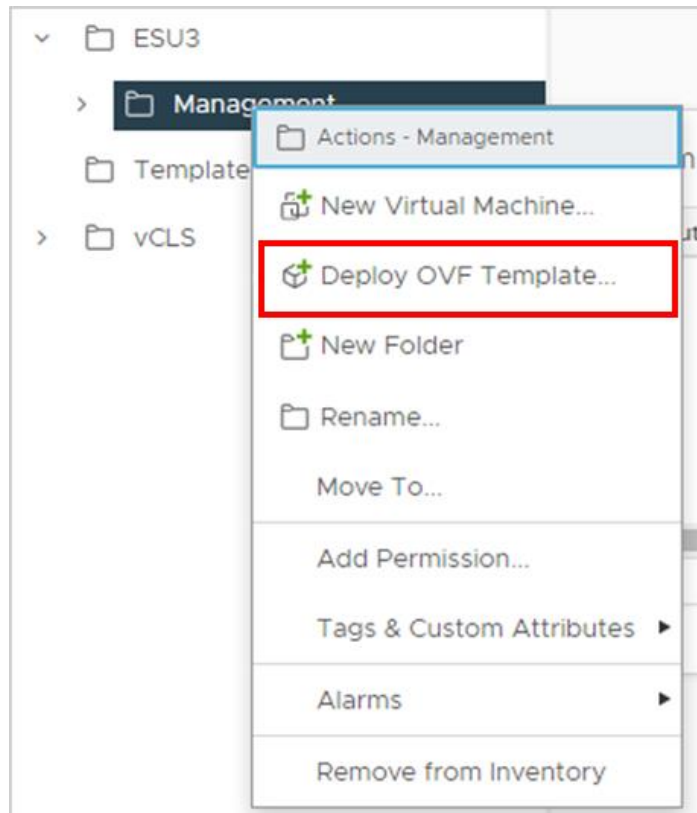 ESU3
Management
Actions - Management
Template
New Virtual Machine...
vCLS
Deploy OVF Template...
New Folder
Rename...
Move To...
Add Permission...
Tags & Custom Attributes
Alarms
Remove from Inventory